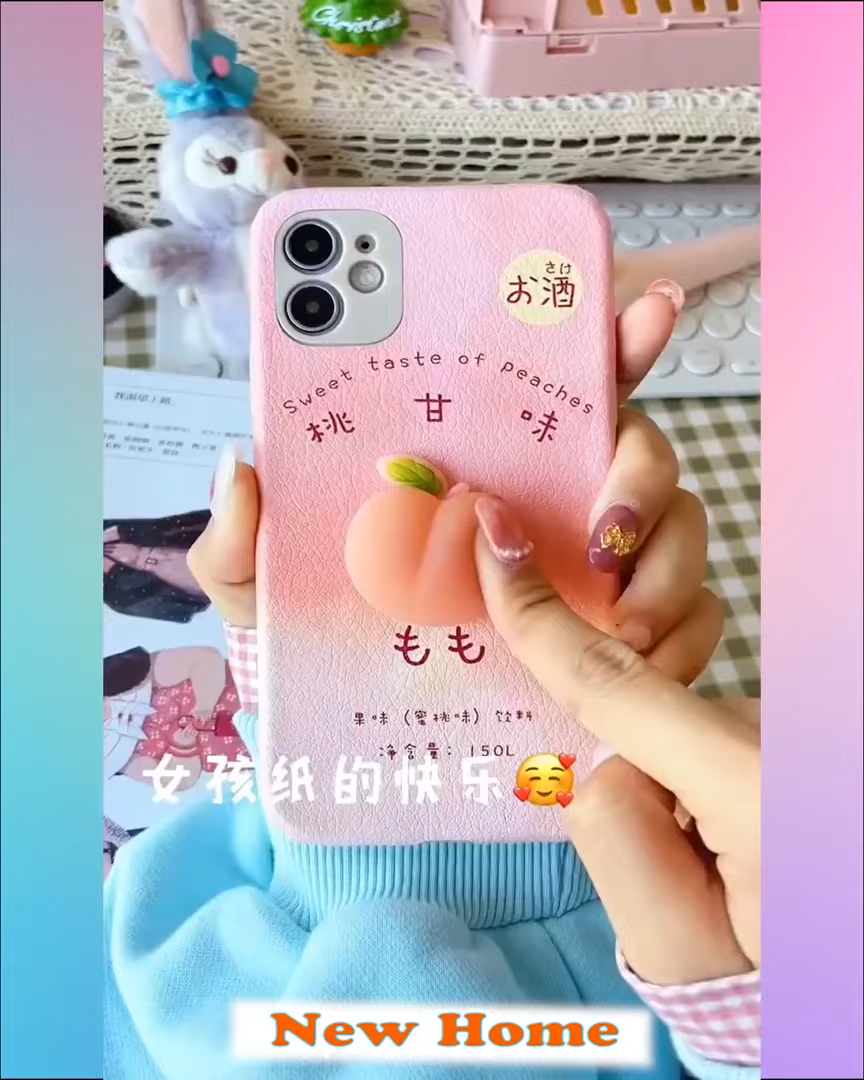 Christmas
さけ
お酒
Sweet taste of peaches
桃 甘 味
もも
果味 (蜜桃味) 饮料
净含量: 150L
女孩纸的快乐🥰
New Home